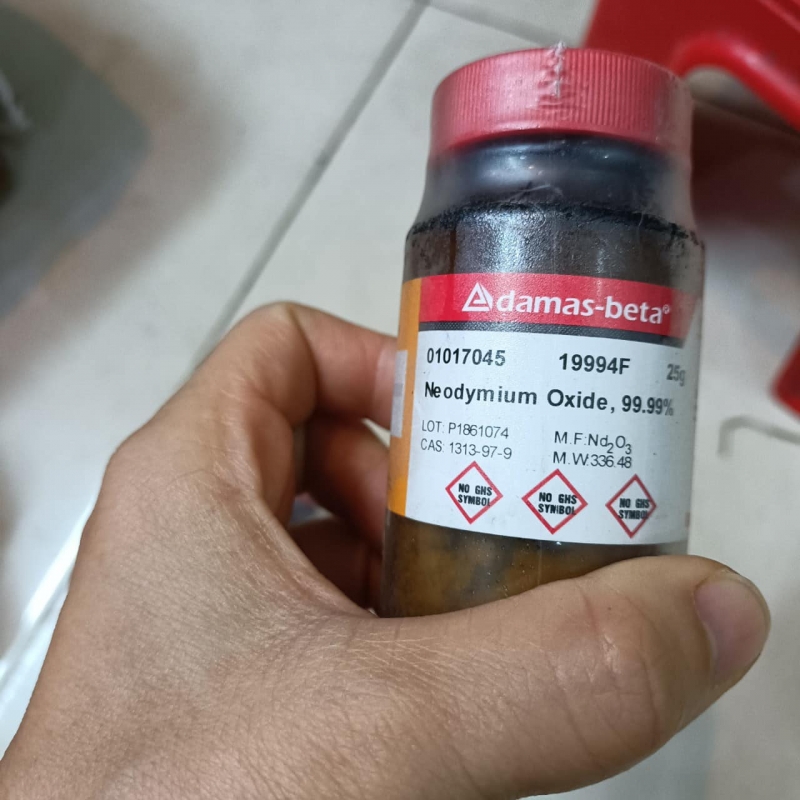 damas-beta®
01017045 19994F 25g
Neodymium Oxide, 99.99%
LOT: P1861074
CAS: 1313-97-9
M.F:Nd₂O₃
M.W:336.48
NO GHS
SYMBOL
NO GHS
SYMBOL
NO GHS
SYMBOL